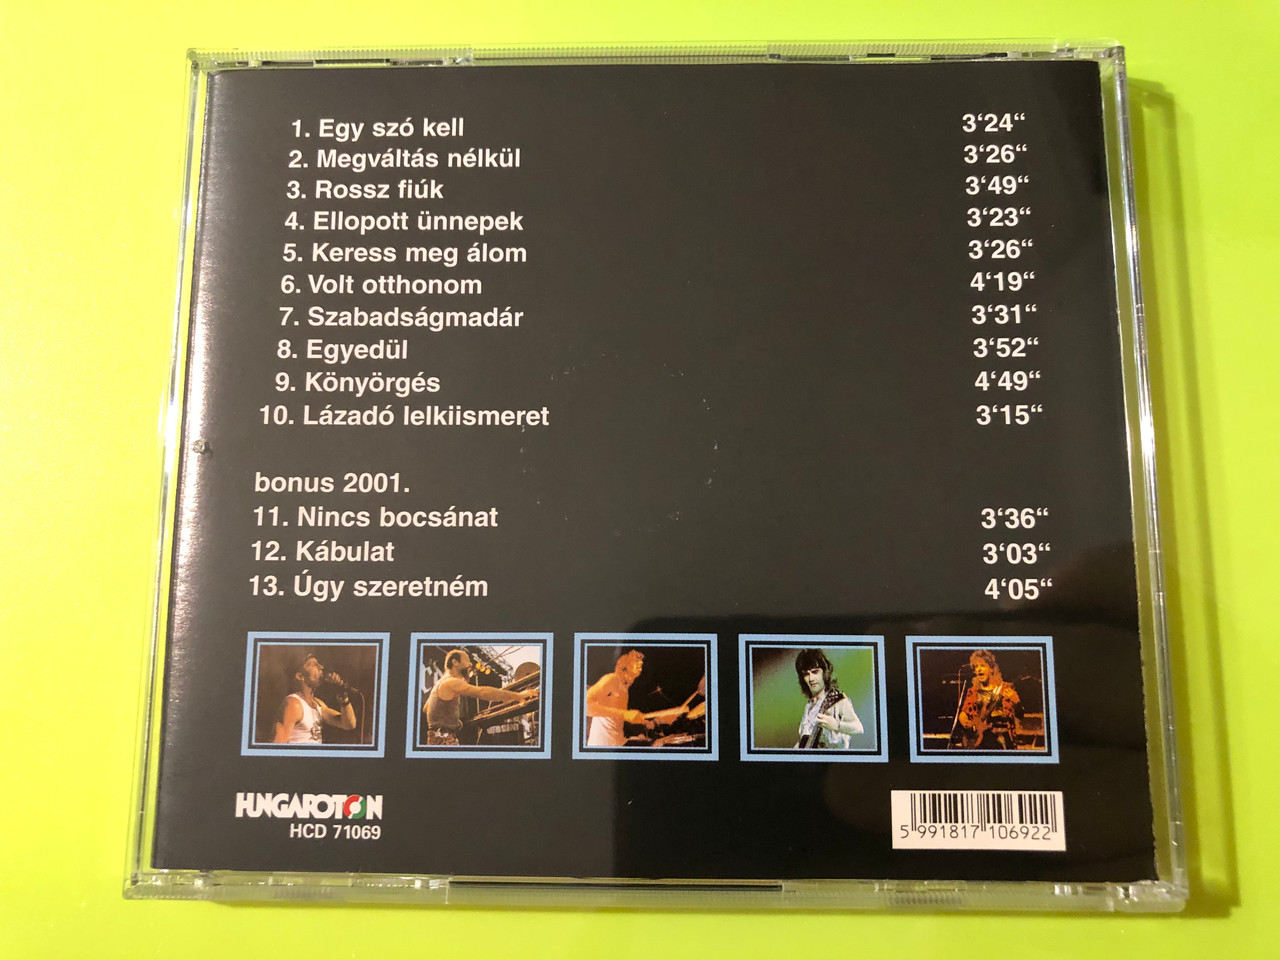 1. Egy szó kell 3‘24“
2. Megváltás nélkül 3‘26“
3. Rossz fiúk 3‘49“
4. Ellopott ünnepek 3‘23“
5. Keress meg álom 3‘26“
6. Volt otthonom 4‘19“
7. Szabadságmadár 3‘31“
8. Egyedül 3‘52“
9. Könyörgés 4‘49“
10. Lázadó lelkiismeret 3‘15“
bonus 2001.
11. Nincs bocsánat 3‘36“
12. Kábulat 3‘03“
13. Úgy szeretném 4‘05“
HUNGAROTON
HCD 71069
5 991817 106922